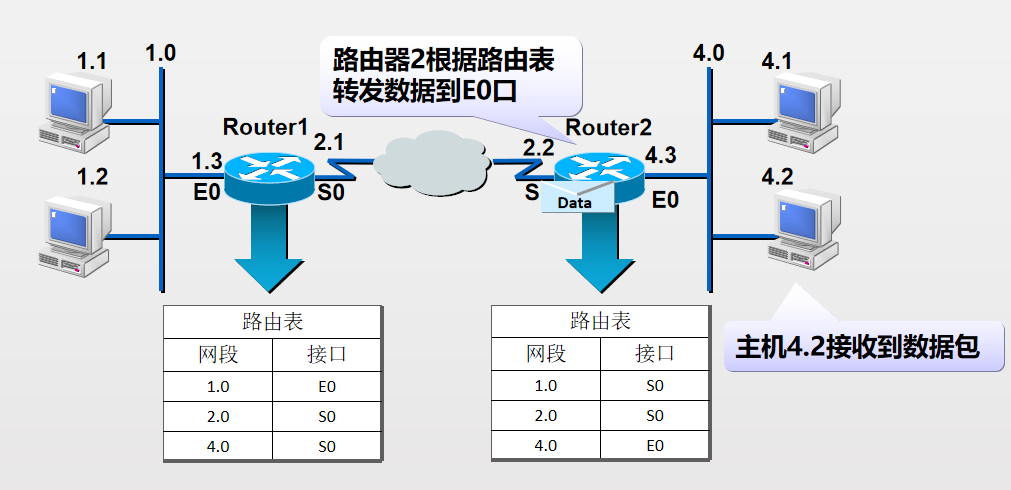 1.1
1.0
路由器2根据路由表
转发数据到E0口
4.0
4.1
Router1
2.1
2.2
Router2
1.3
4.3
1.2
E0
S0
S
Data
E0
4.2
路由表
网段 接口
1.0 E0
2.0 S0
4.0 S0
路由表
网段 接口
1.0 S0
2.0 S0
4.0 E0
主机4.2接收到数据包